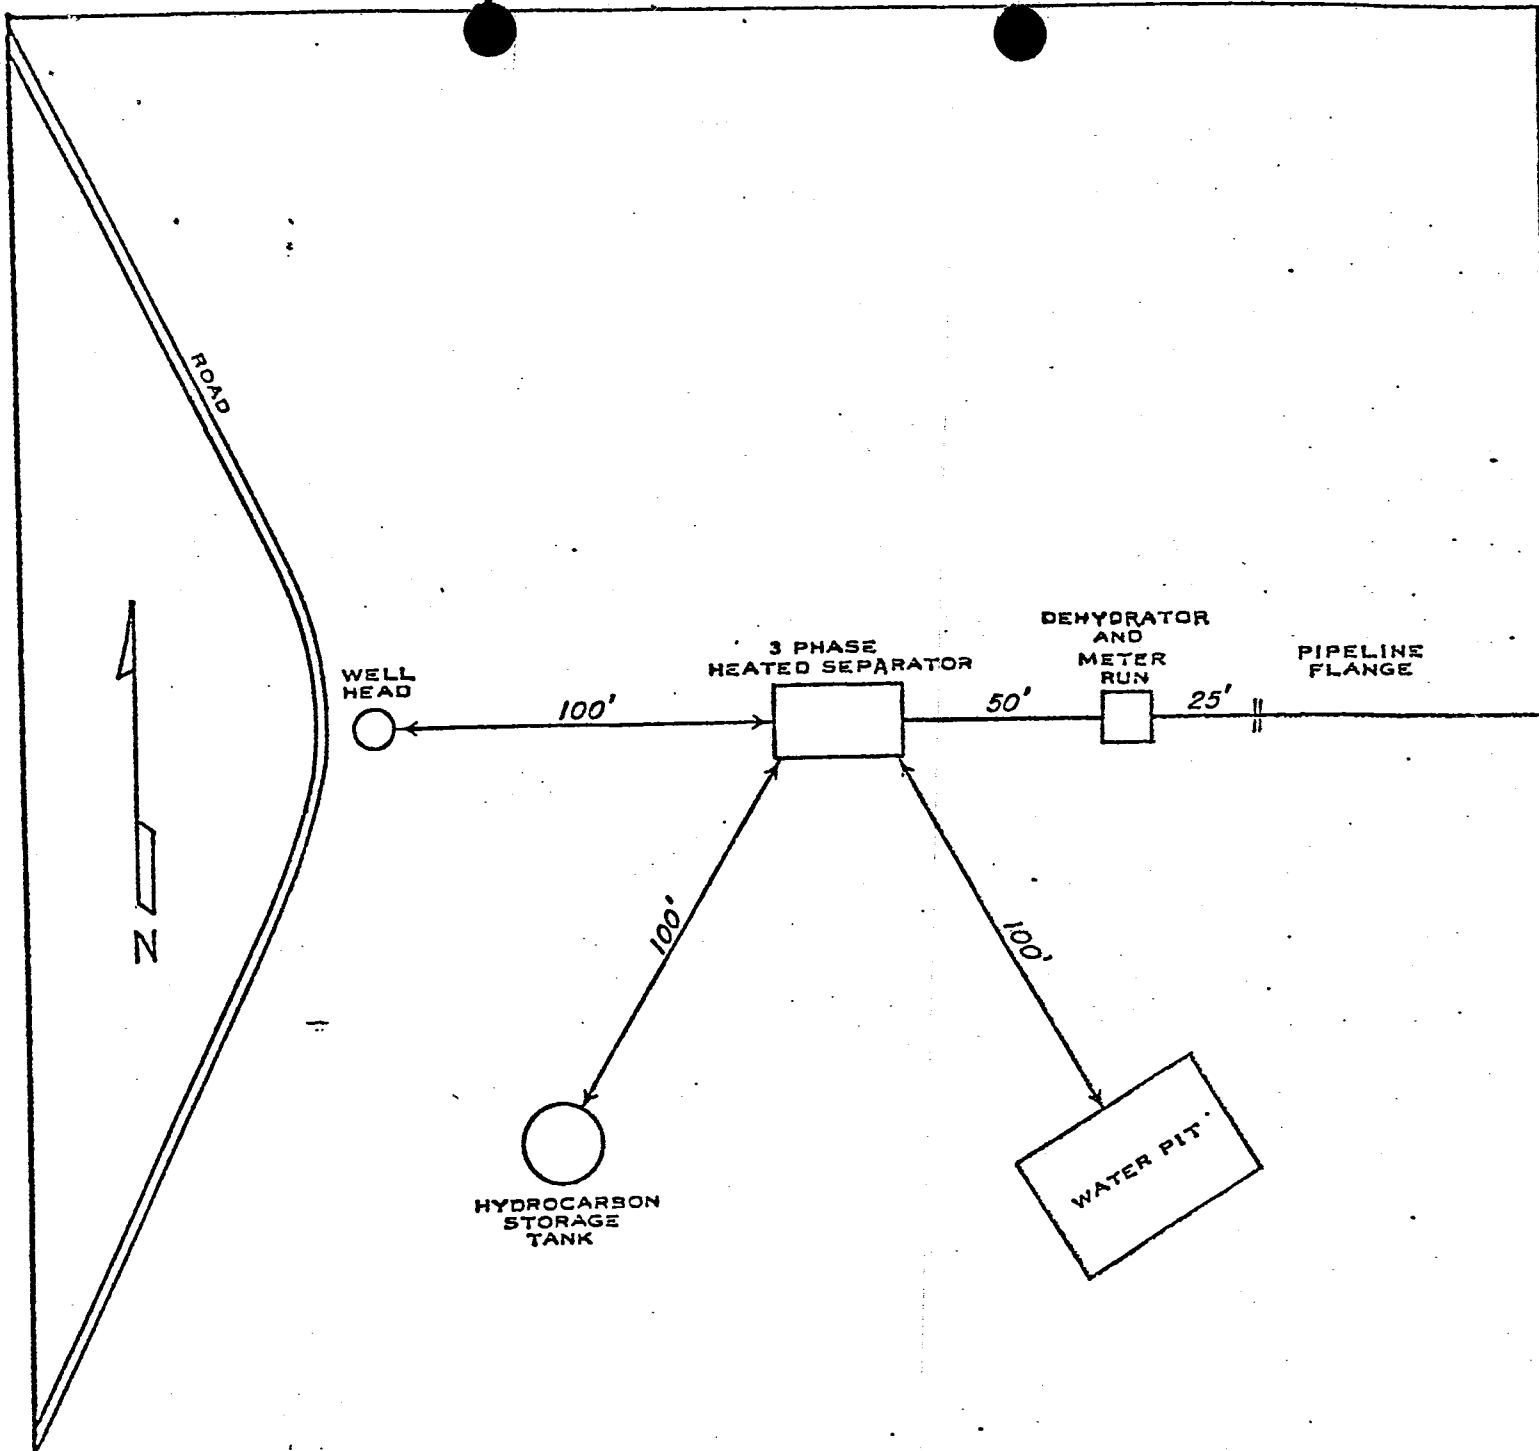 ROAD
DEHYDRATOR
AND
METER
RUN
3 PHASE
HEATED SEPARATOR
PIPELINE
FLANGE
WELL
HEAD
100'
50'
25'
100'
100'
N
WATER PIT
HYDROCARBON
STORAGE
TANK